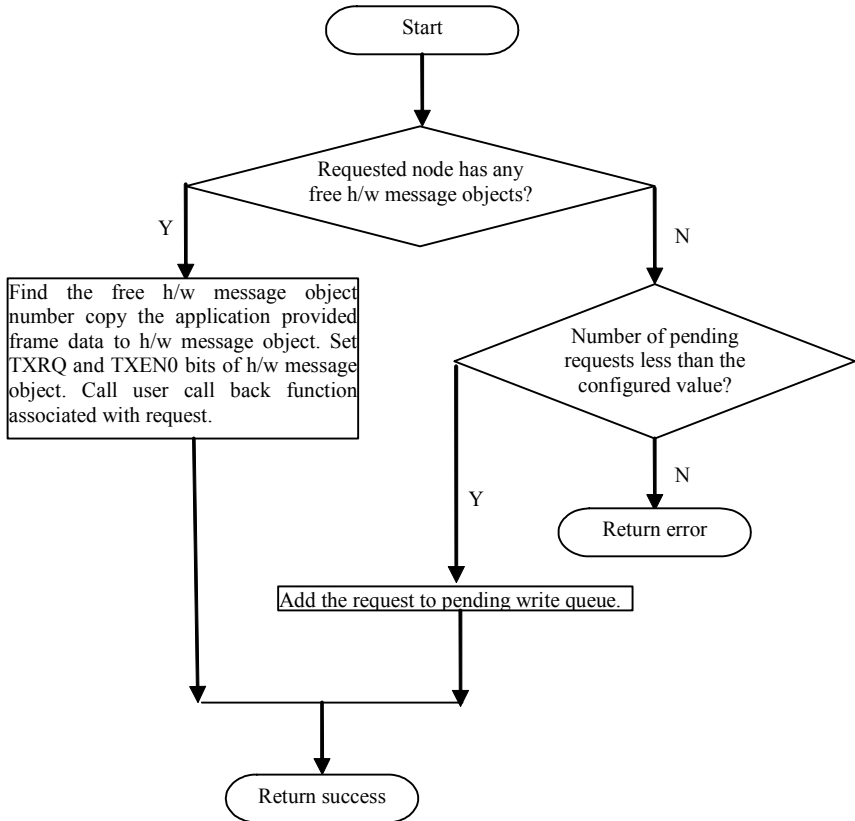 Start
Requested node has any
free h/w message objects?
Y
N
Find the free h/w message object
number copy the application provided
frame data to h/w message object. Set
TXRQ and TXEN0 bits of h/w message
object. Call user call back function
associated with request.
Number of pending
requests less than the
configured value?
N
Y
Return error
Add the request to pending write queue.
Return success